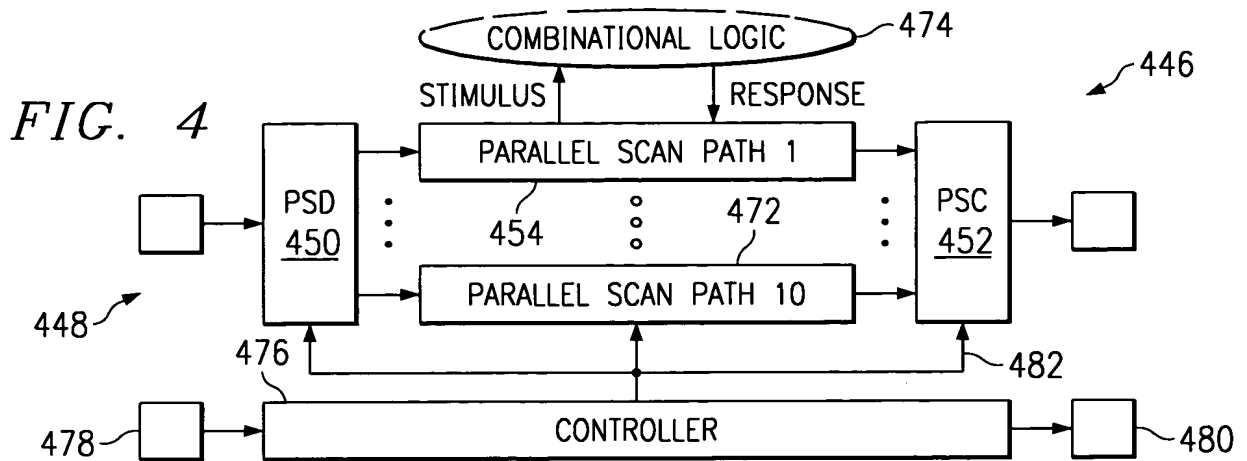 COMBINATIONAL LOGIC
474
446
STIMULUS
RESPONSE
FIG. 4
PARALLEL SCAN PATH 1
PSD
450
454
472
PSC
452
PARALLEL SCAN PATH 10
448
476
482
478
CONTROLLER
480